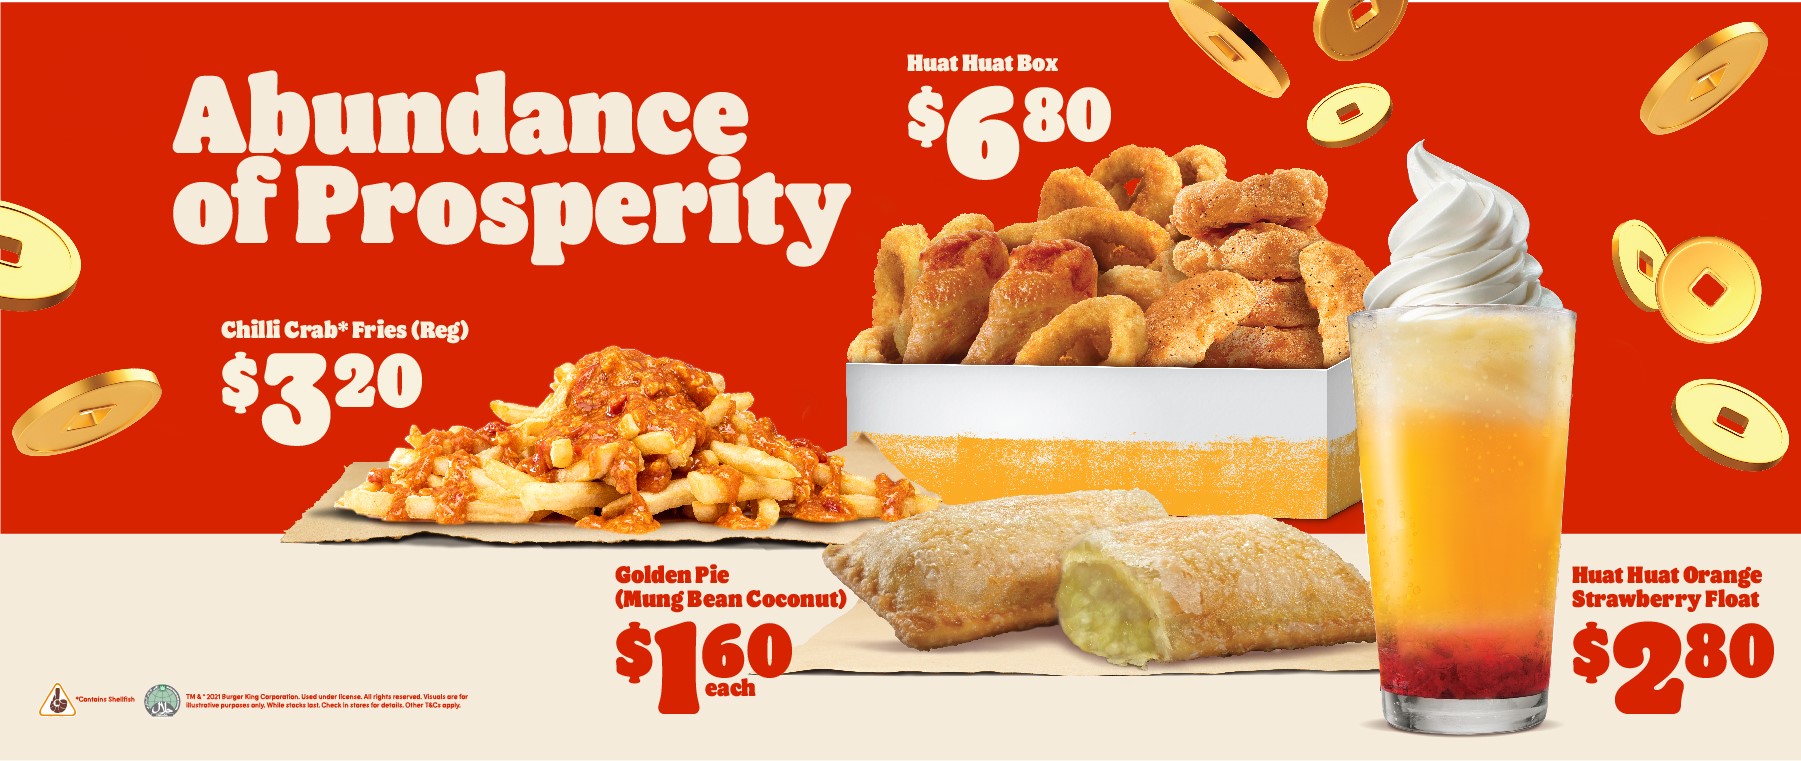 Abundance
of Prosperity
Huat Huat Box
$6 80
Chilli Crab* Fries (Reg)
$3 20
Golden Pie
(Mung Bean Coconut)
$1 60
each
Huat Huat Orange
Strawberry Float
$2 80
*Contains Shellfish
TM & © 2021 Burger King Corporation. Used under license. All rights reserved. Visuals are for
illustrative purposes only. While stocks last. Check in stores for details. Other T&Cs apply.